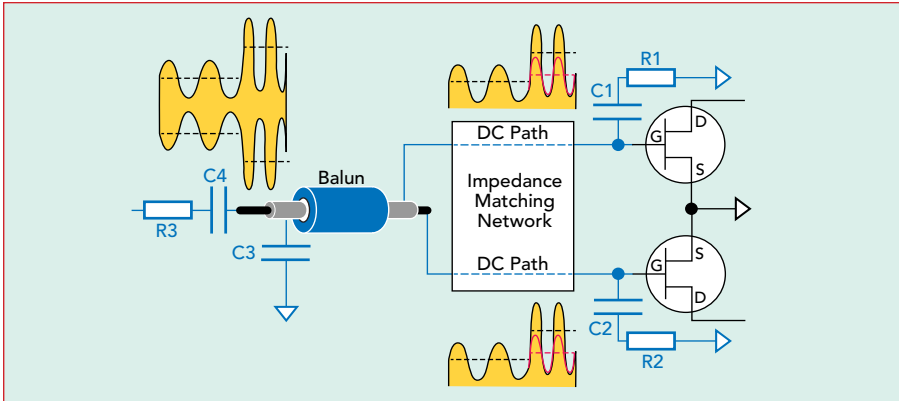 R1
C1
D
DC Path
G
S
Balun
C4
Impedance
Matching
Network
R3
C3
S
DC Path
G
D
C2
R2